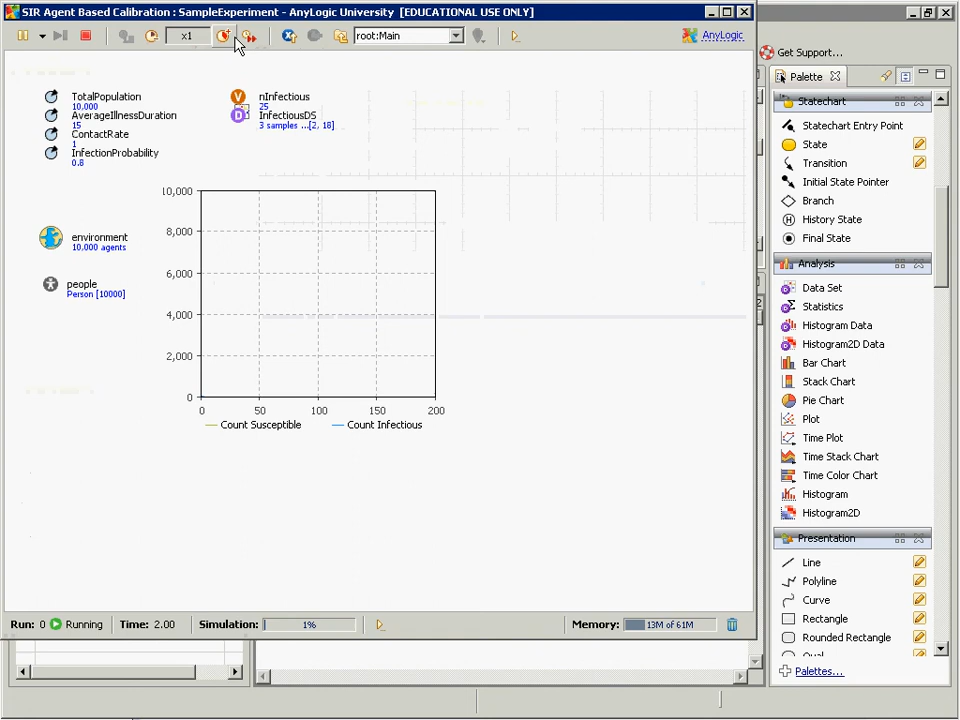 SIR Agent Based Calibration : SampleExperiment - AnyLogic University [EDUCATIONAL USE ONLY]
x1
root:Main
AnyLogic
Get Support...
TotalPopulation
10,000
AverageIllnessDuration
15
ContactRate
1
InfectionProbability
0.8
nInfectious
25
InfectiousDS
3 samples ...[2, 18]
environment
10,000 agents
people
Person [10000]
10,000
8,000
6,000
4,000
2,000
0
0 50 100 150 200
Count Susceptible Count Infectious
Run: 0 Running Time: 2.00 Simulation: 1% Memory: 13M of 61M
Palette
Statechart
Statechart Entry Point
State
Transition
Initial State Pointer
Branch
History State
Final State
Analysis
Data Set
Statistics
Histogram Data
Histogram2D Data
Bar Chart
Stack Chart
Pie Chart
Plot
Time Plot
Time Stack Chart
Time Color Chart
Histogram
Histogram2D
Presentation
Line
Polyline
Curve
Rectangle
Rounded Rectangle
Palettes...